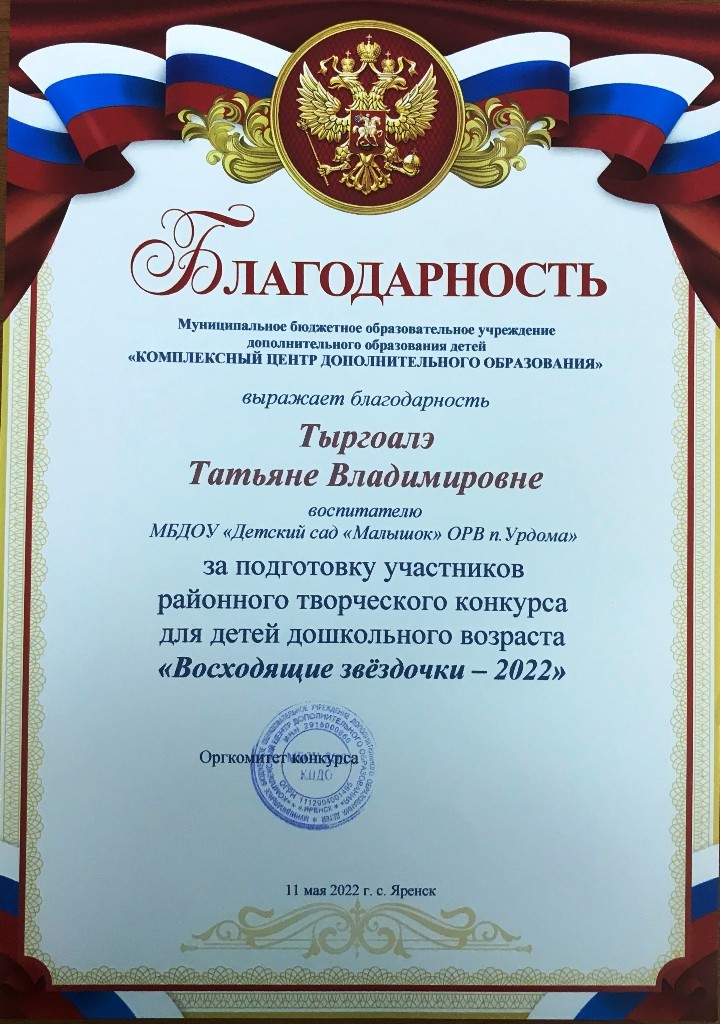 БЛАГОДАРНОСТЬ
Муниципальное бюджетное образовательное учреждение
дополнительного образования детей
«КОМПЛЕКСНЫЙ ЦЕНТР ДОПОЛНИТЕЛЬНОГО ОБРАЗОВАНИЯ»
выражает благодарность
Тыргоалэ
Татьяне Владимировне
воспитателю
МБДОУ «Детский сад «Малышок» ОРВ п.Урдома»
за подготовку участников
районного творческого конкурса
для детей дошкольного возраста
«Восходящие звёздочки – 2022»
Оргкомитет конкурса
КЦДО
11 мая 2022 г. с. Яренск